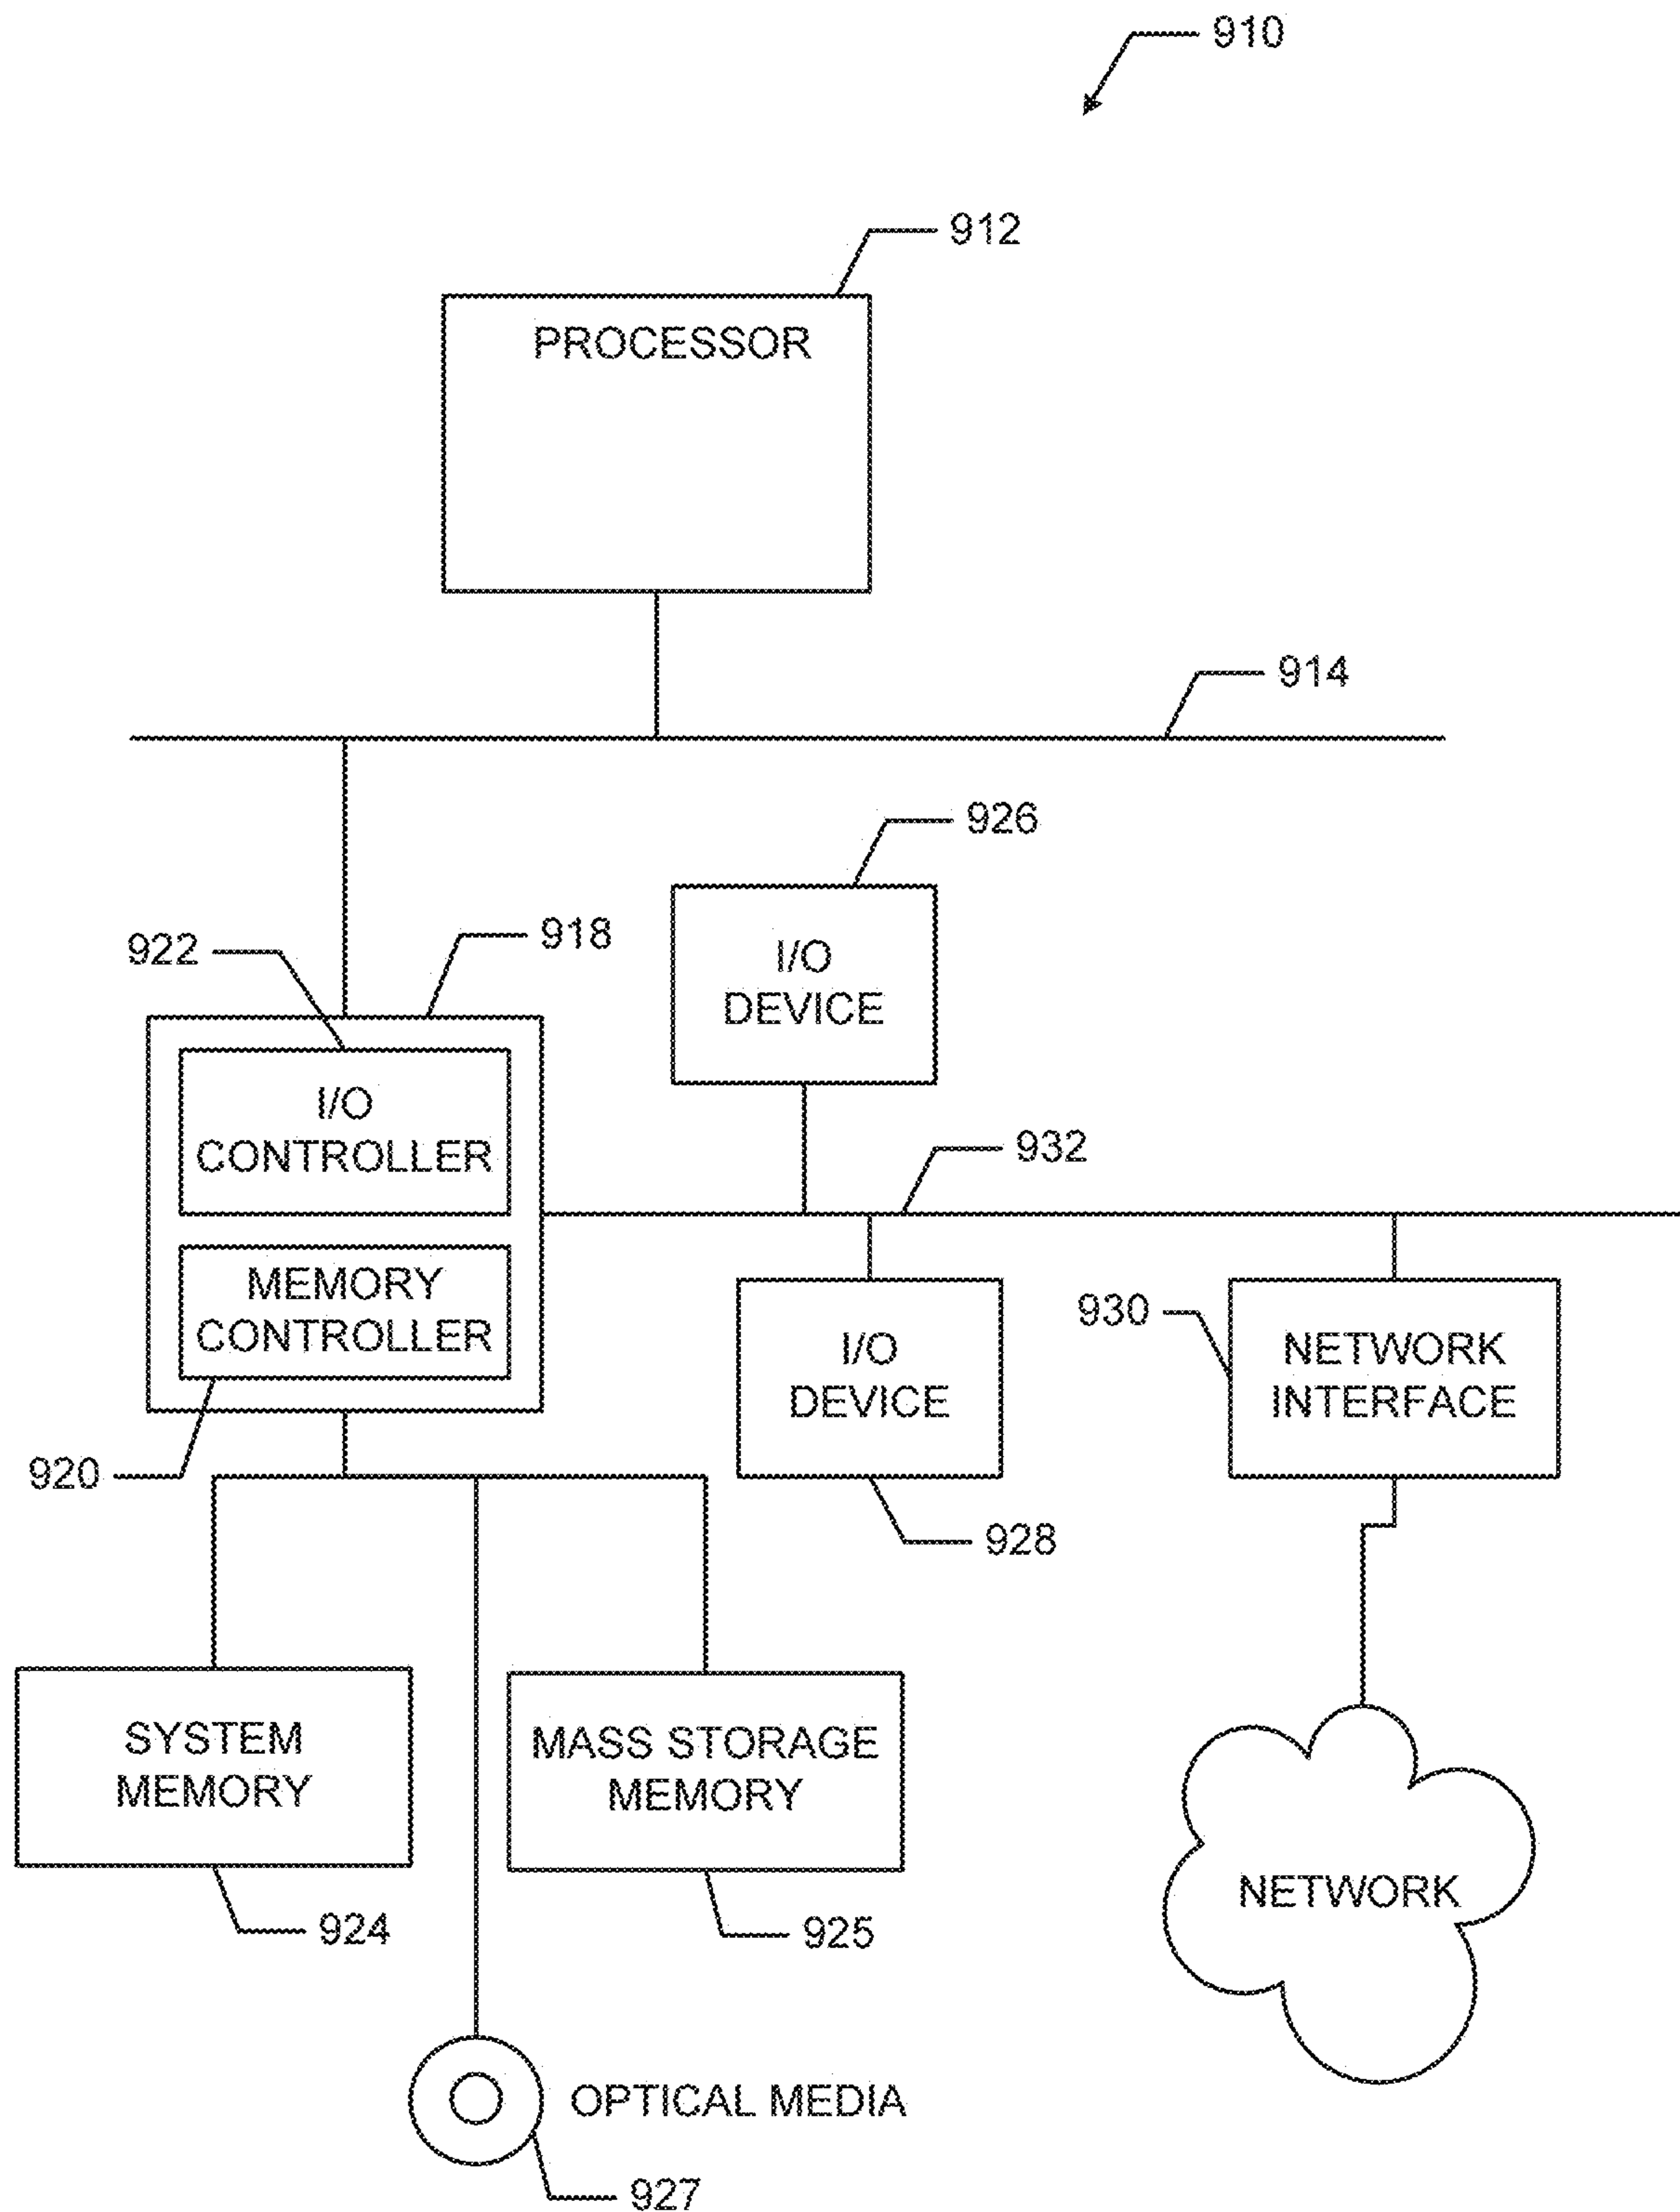 910
912
PROCESSOR
914
926
922
918
I/O
DEVICE
I/O
CONTROLLER
932
MEMORY
CONTROLLER
930
I/O
DEVICE
NETWORK
INTERFACE
920
928
SYSTEM
MEMORY
MASS STORAGE
MEMORY
NETWORK
924
925
OPTICAL MEDIA
927